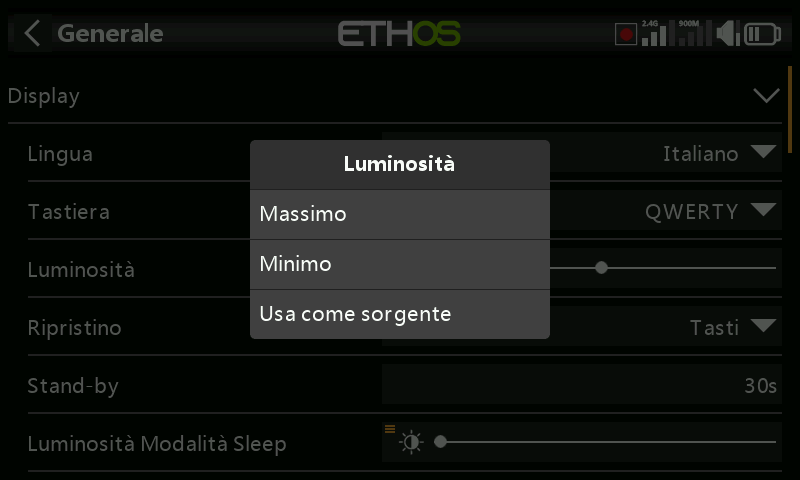 Generale
ETHOS
2.4G
900M
Display
Lingua
Italiano
Tastiera
QWERTY
Luminosità
Ripristino
Tasti
Stand-by
30s
Luminosità Modalità Sleep
Luminosità
Massimo
Minimo
Usa come sorgente